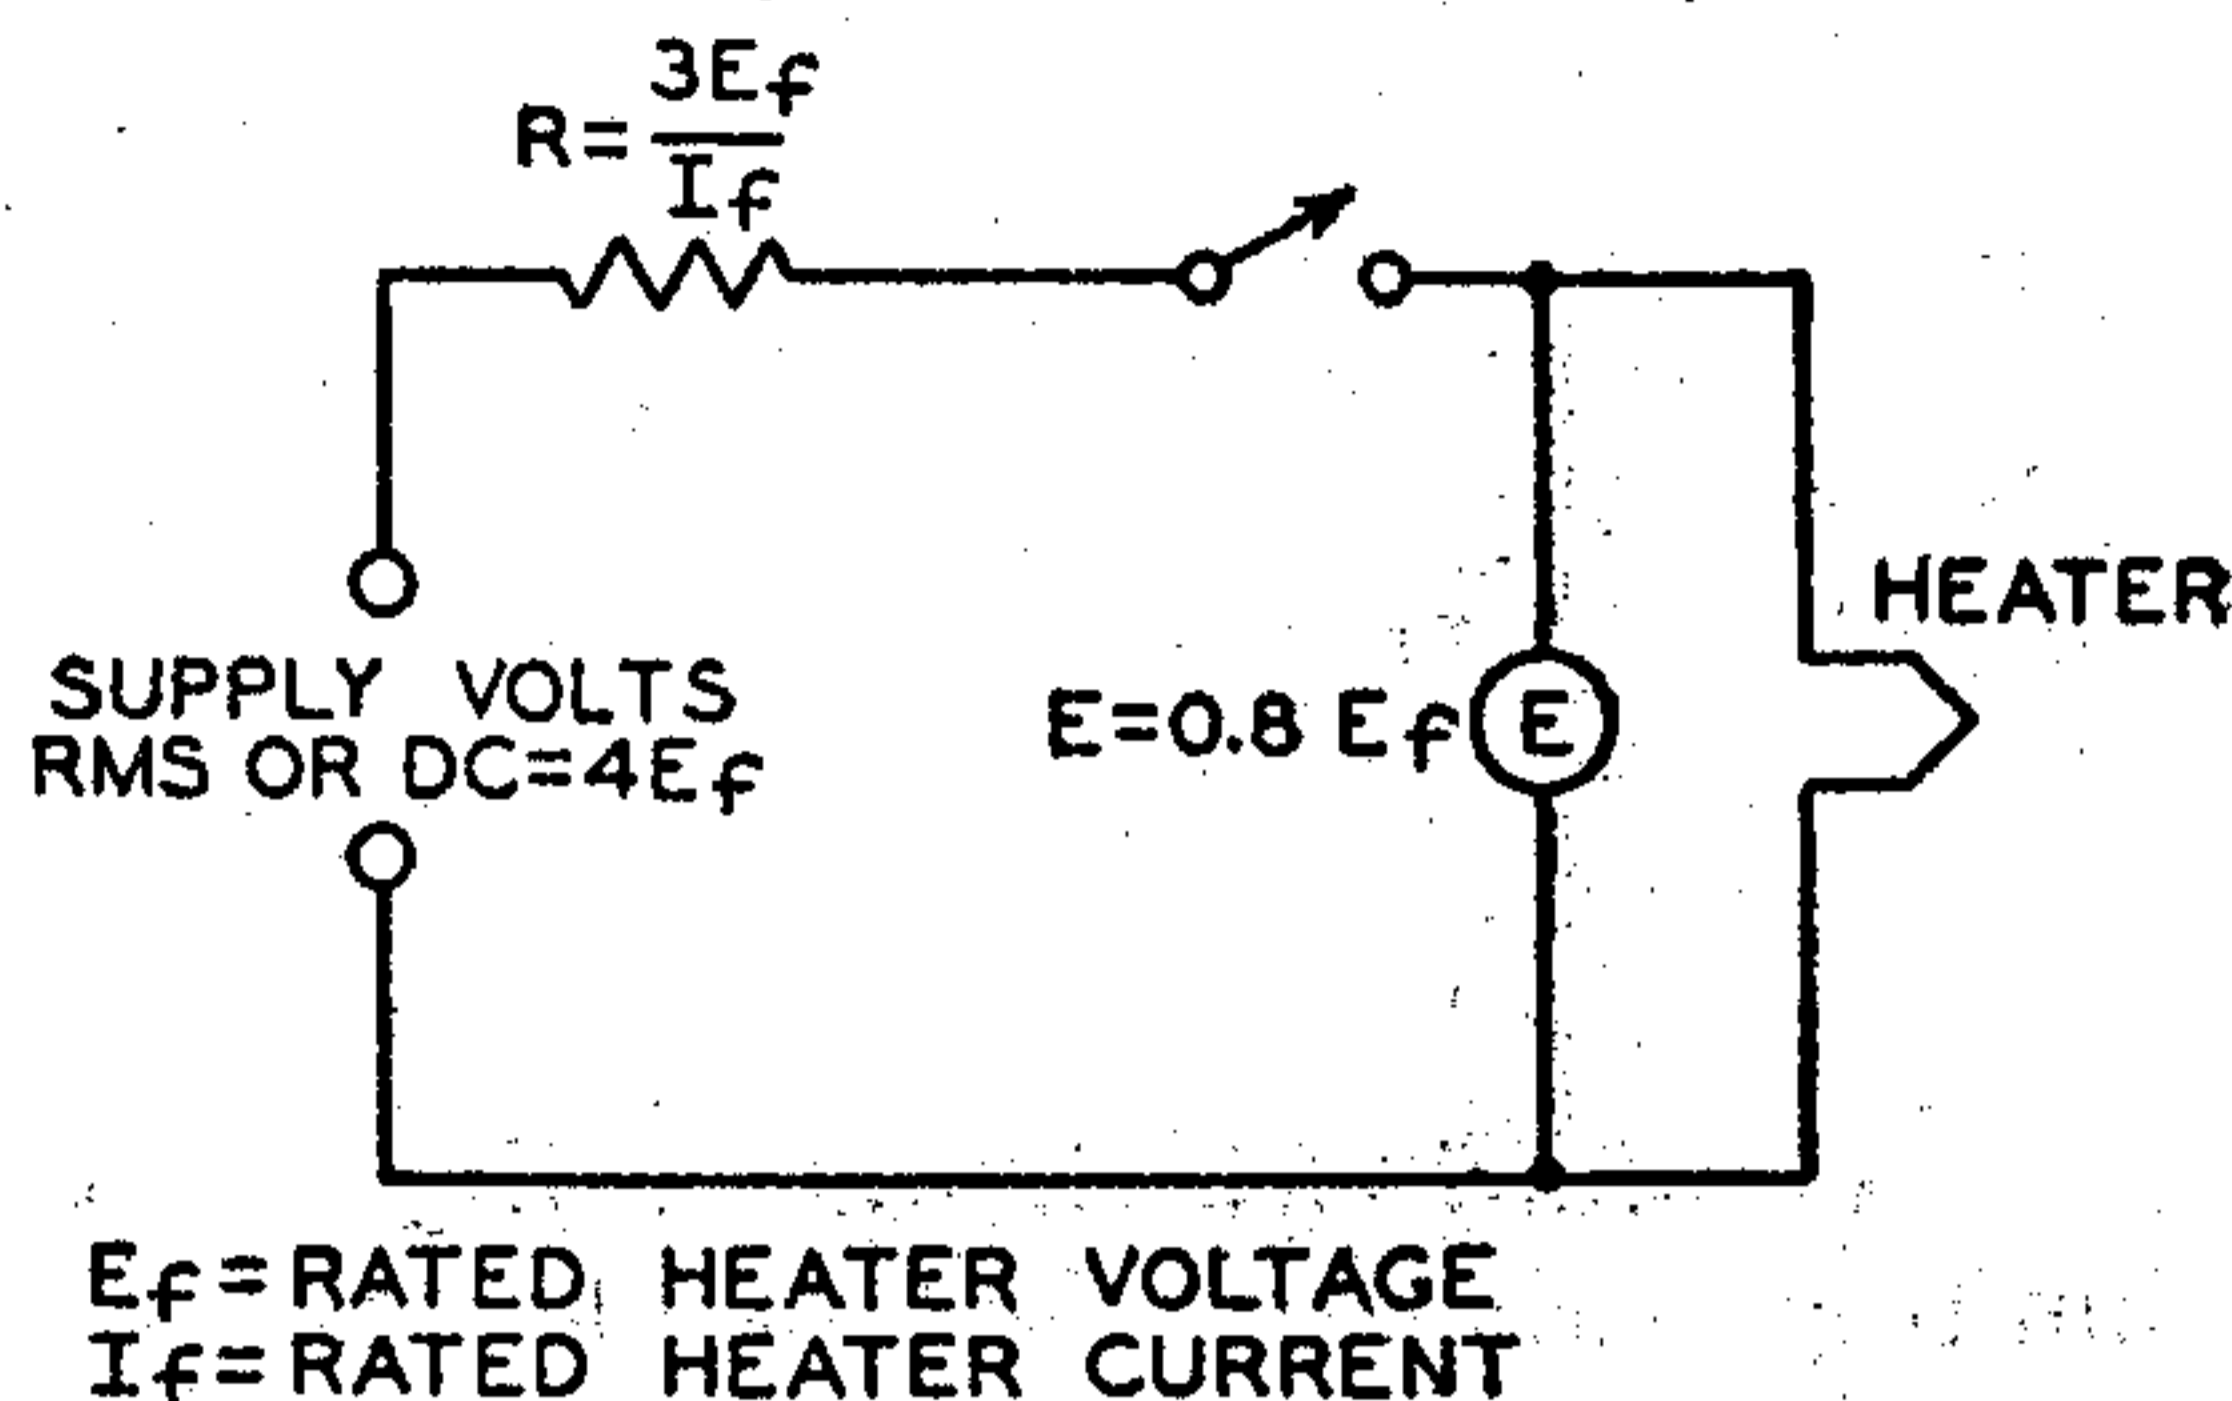 R = 3Ef / If
HEATER
SUPPLY VOLTS
RMS OR DC=4Ef
E=0.8 Ef E
Ef = RATED HEATER VOLTAGE
If = RATED HEATER CURRENT